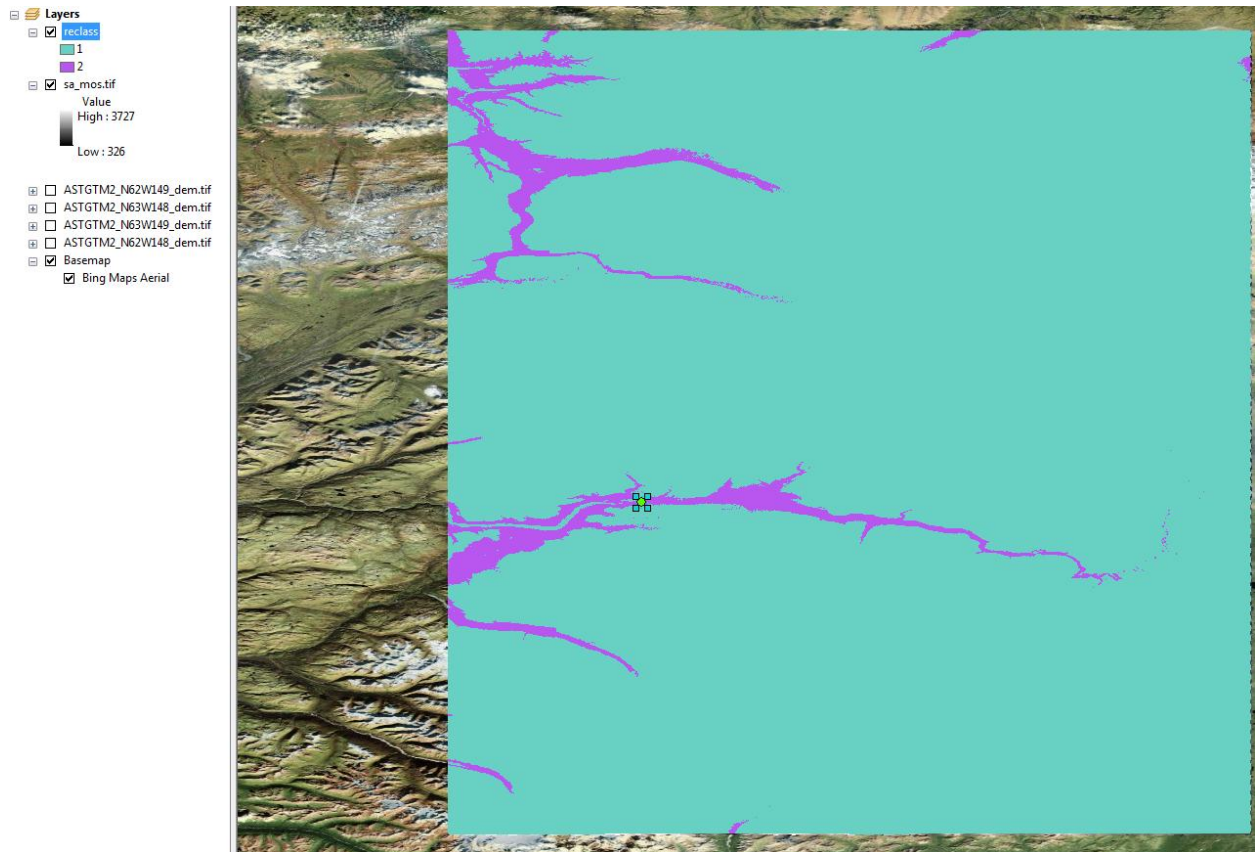 Layers
reclass
1
2
sa_mos.tif
Value
High : 3727
Low : 326
ASTGTM2_N62W149_dem.tif
ASTGTM2_N63W148_dem.tif
ASTGTM2_N63W149_dem.tif
ASTGTM2_N62W148_dem.tif
Basemap
Bing Maps Aerial